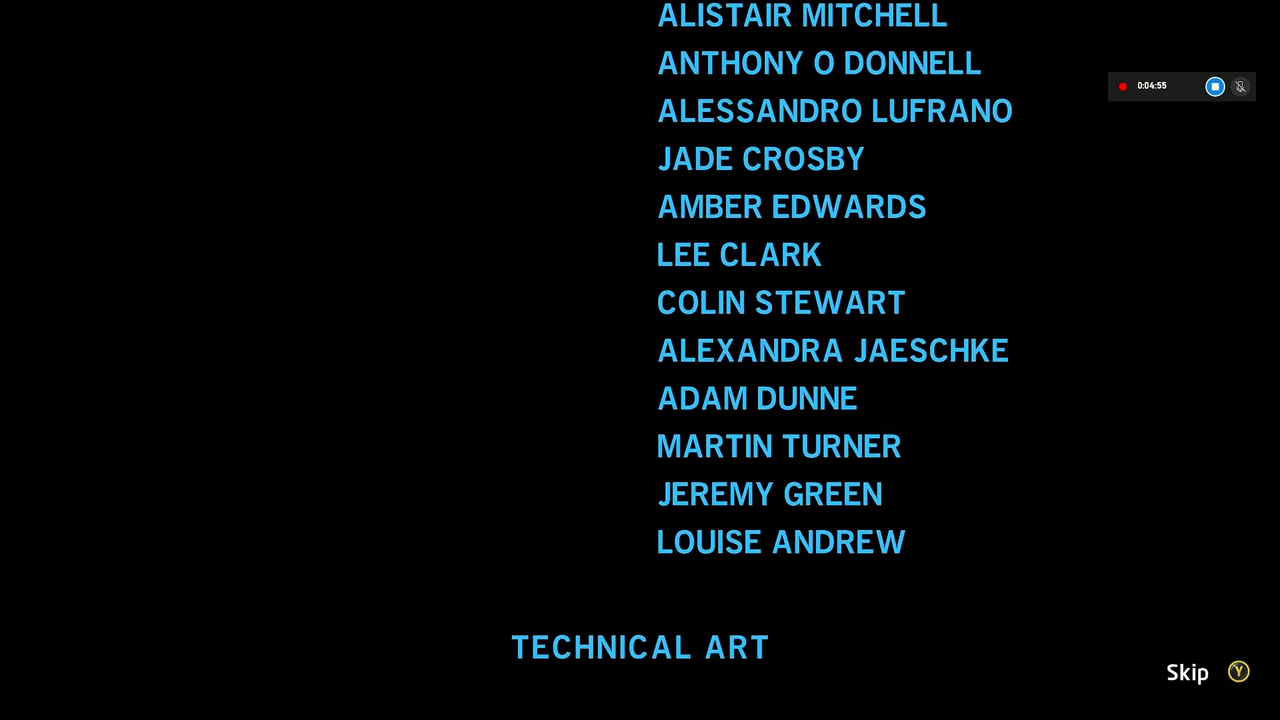 ALISTAIR MITCHELL
ANTHONY O DONNELL
0:04:55
ALESSANDRO LUFRANO
JADE CROSBY
AMBER EDWARDS
LEE CLARK
COLIN STEWART
ALEXANDRA JAESCHKE
ADAM DUNNE
MARTIN TURNER
JEREMY GREEN
LOUISE ANDREW
TECHNICAL ART
Skip Y